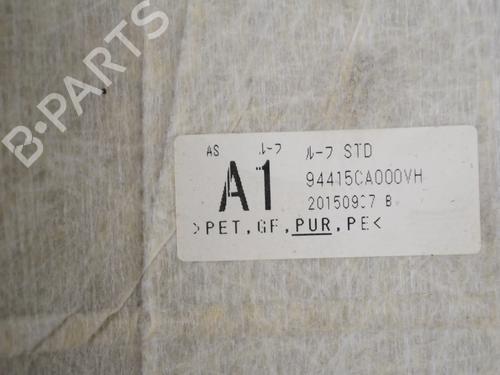 B-PARTS
AS ルーフ ルーフ STD
A1 94415CA000VH
20150907 B
>PET,GF,PUR,PE<